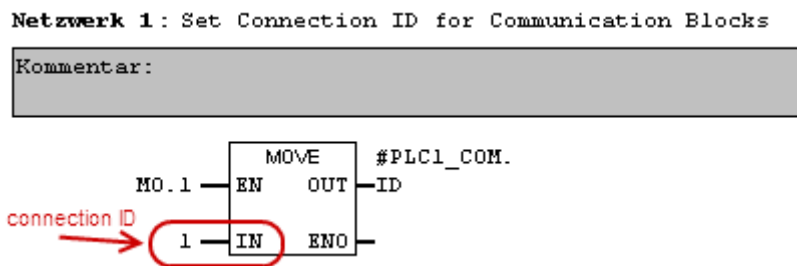 Netzwerk 1: Set Connection ID for Communication Blocks
Kommentar:
MOVE #PLC1_COM.
M0.1 EN OUT ID
connection ID
1 IN ENO